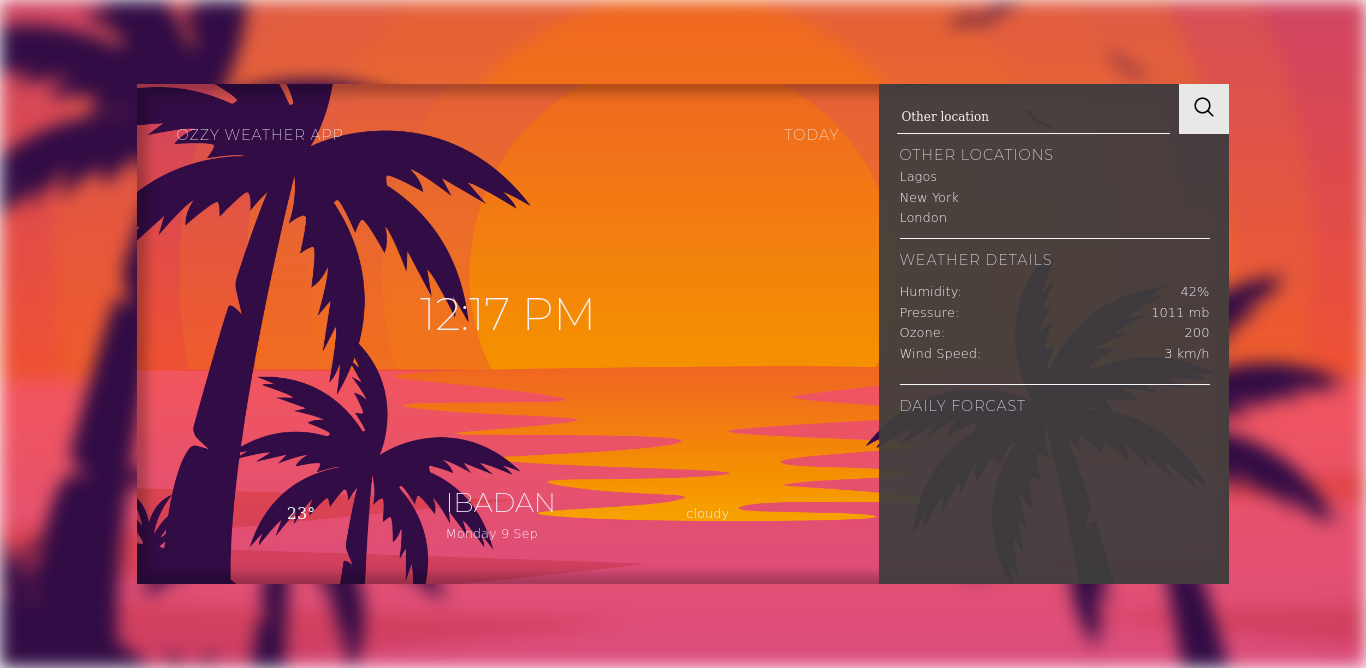 OZZY WEATHER APP
TODAY
12:17 PM
23°
IBADAN
Monday 9 Sep
cloudy
Other location
OTHER LOCATIONS
Lagos
New York
London
WEATHER DETAILS
Humidity: 42%
Pressure: 1011 mb
Ozone: 200
Wind Speed: 3 km/h
DAILY FORCAST